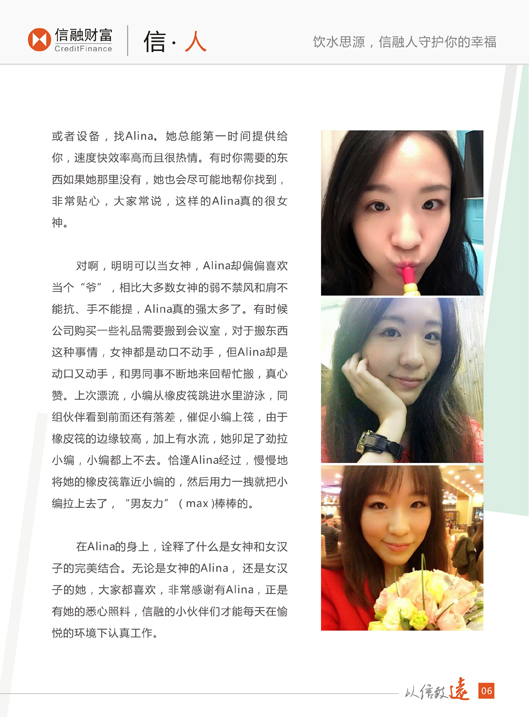 信融财富
CreditFinance
信·人
饮水思源，信融人守护你的幸福
或者设备，找Alina。她总能第一时间提供给
你，速度快效率高而且很热情。有时你需要的东
西如果她那里没有，她也会尽可能地帮你找到，
非常贴心，大家常说，这样的Alina真的很女
神。
对啊，明明可以当女神，Alina却偏偏喜欢
当个“爷”，相比大多数女神的弱不禁风和肩不
能抗、手不能提，Alina真的强太多了。有时候
公司购买一些礼品需要搬到会议室，对于搬东西
这种事情，女神都是动口不动手，但Alina却是
动口又动手，和男同事不断地来回帮忙搬，真心
赞。上次漂流，小编从橡皮筏跳进水里游泳，同
组伙伴看到前面还有落差，催促小编上筏，由于
橡皮筏的边缘较高，加上有水流，她卯足了劲拉
小编，小编都上不去。恰逢Alina经过，慢慢地
将她的橡皮筏靠近小编的，然后用力一拽就把小
编拉上去了，“男友力”（max)棒棒的。
在Alina的身上，诠释了什么是女神和女汉
子的完美结合。无论是女神的Alina，还是女汉
子的她，大家都喜欢，非常感谢有Alina，正是
有她的悉心照料，信融的小伙伴们才能每天在愉
悦的环境下认真工作。
以信致遠
06